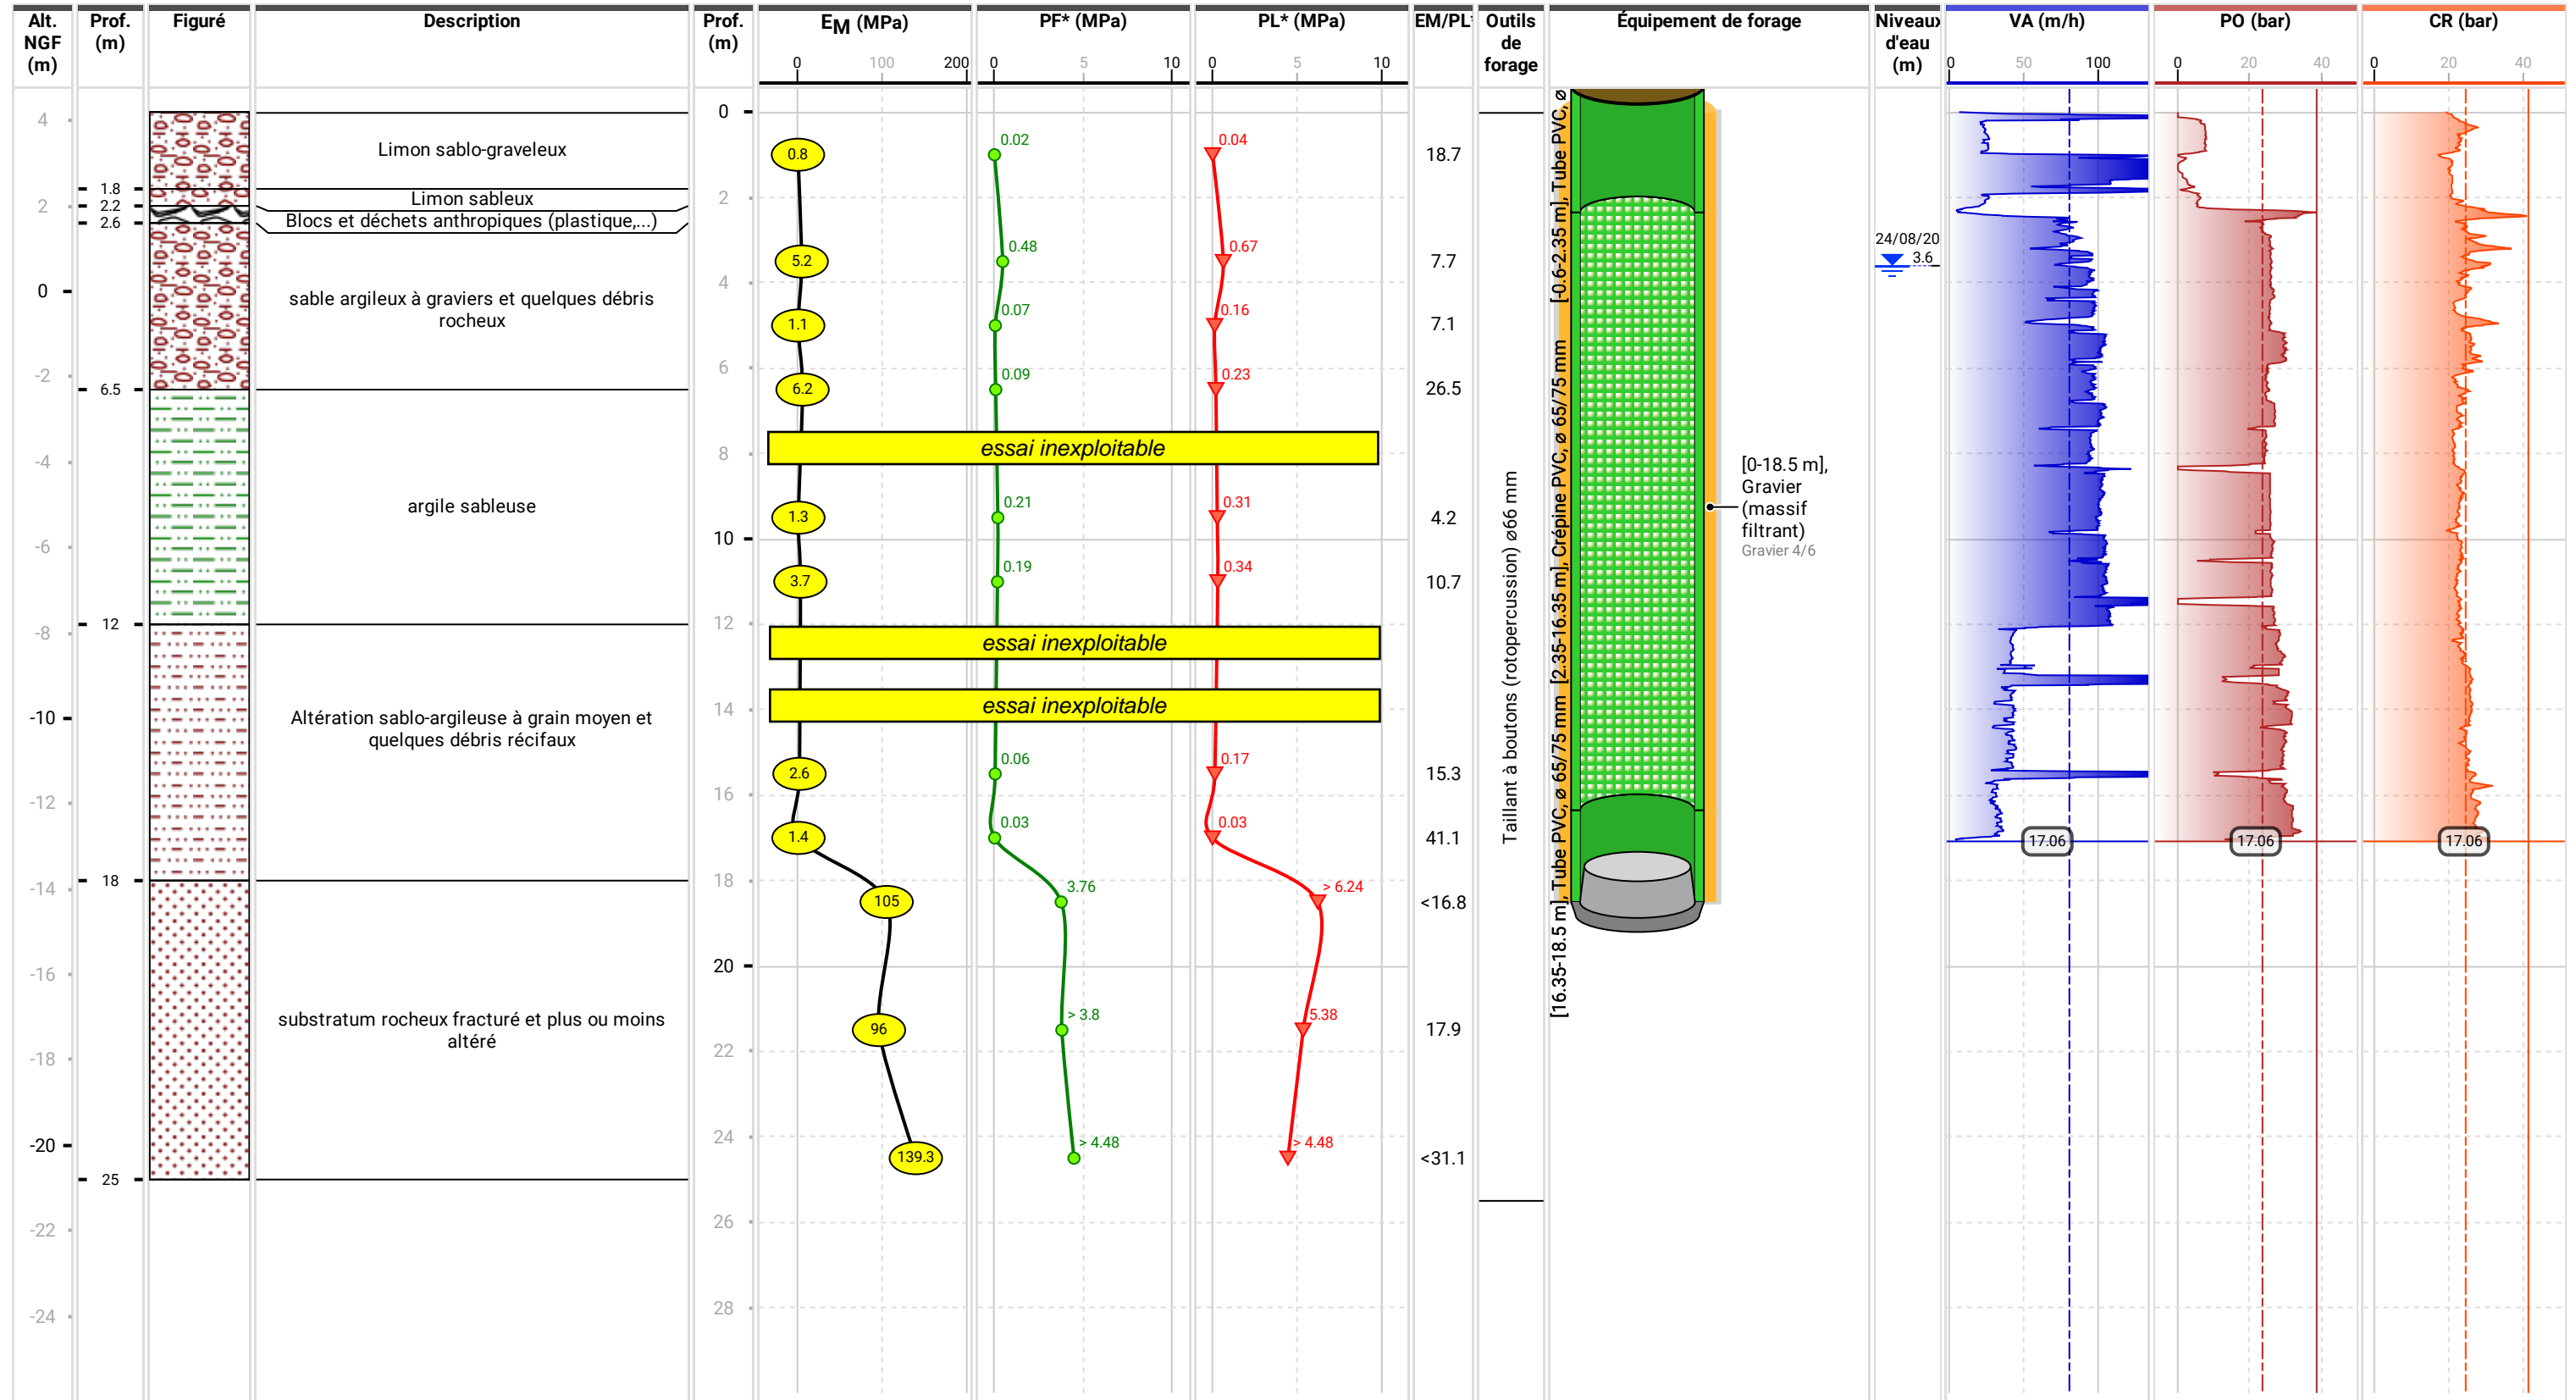 Alt.
NGF
(m)
Prof.
(m)
Figuré
Description
Prof.
(m)
EM (MPa)
0 100 200
PF* (MPa)
0 5 10
PL* (MPa)
0 5 10
EM/PL*
Outils
de
forage
Équipement de forage
Niveaux
d'eau
(m)
VA (m/h)
0 50 100
PO (bar)
0 20 40
CR (bar)
0 20 40
4
2
0
-2
-4
-6
-8
-10
-12
-14
-16
-18
-20
-22
-24
1.8
2.2
2.6
6.5
12
18
25
Limon sablo-graveleux
Limon sableux
Blocs et déchets anthropiques (plastique,...)
sable argileux à graviers et quelques débris
rocheux
argile sableuse
Altération sablo-argileuse à grain moyen et
quelques débris récifaux
substratum rocheux fracturé et plus ou moins
altéré
0
2
4
6
8
10
12
14
16
18
20
22
24
26
28
0.8
5.2
1.1
6.2
essai inexploitable
1.3
3.7
essai inexploitable
essai inexploitable
2.6
1.4
105
96
139.3
0.02
0.48
0.07
0.09
0.21
0.19
0.06
0.03
3.76
> 3.8
> 4.48
0.04
0.67
0.16
0.23
0.31
0.34
0.17
0.03
> 6.24
5.38
> 4.48
18.7
7.7
7.1
26.5
4.2
10.7
15.3
41.1
<16.8
17.9
<31.1
Taillant à boutons (rotopercussion) ⌀66 mm
[-0.6-2.35 m], Tube PVC, ⌀
[2.35-16.35 m], Crépine PVC, ⌀ 65/75 mm
[16.35-18.5 m], Tube PVC, ⌀ 65/75 mm
[0-18.5 m],
Gravier
(massif
filtrant)
Gravier 4/6
24/08/20
3.6
17.06
17.06
17.06